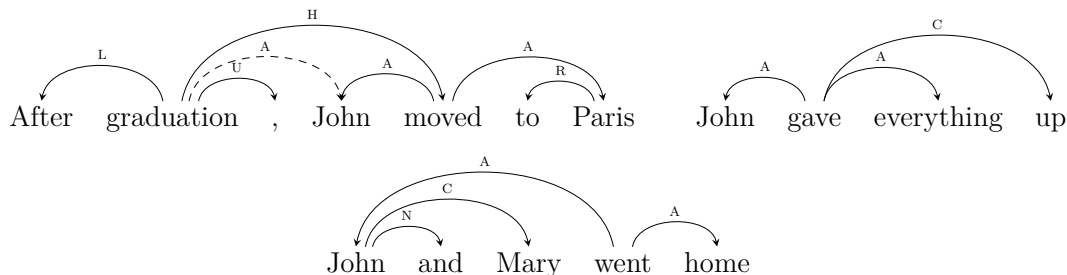 H
C
L A A
U A R A A
After graduation , John moved to Paris John gave everything up
A
C
N A
John and Mary went home